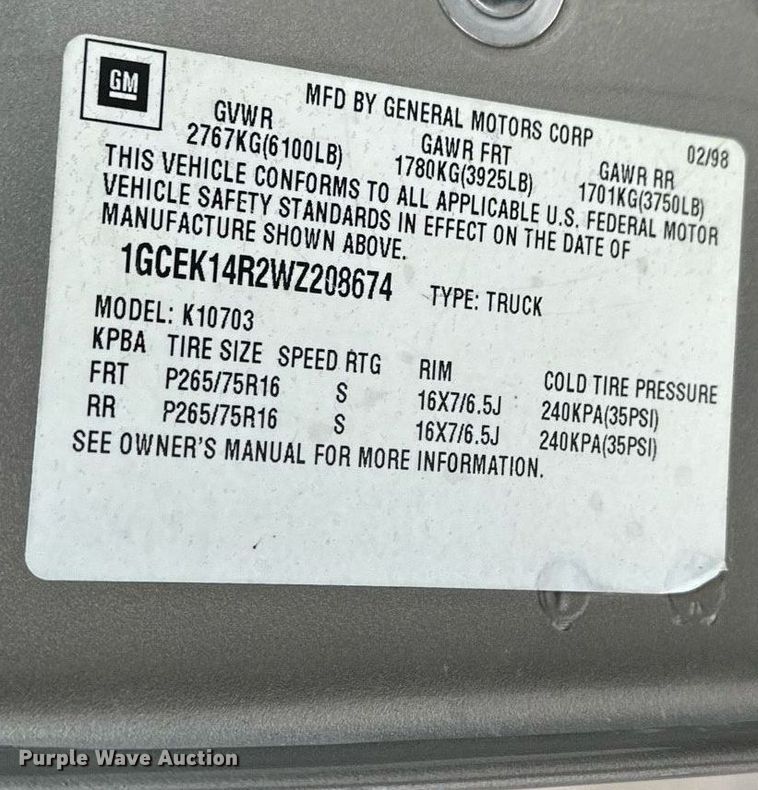 GM
MFD BY GENERAL MOTORS CORP 02/98
GVWR GAWR FRT GAWR RR
2767KG(6100LB) 1780KG(3925LB) 1701KG(3750LB)
THIS VEHICLE CONFORMS TO ALL APPLICABLE U.S. FEDERAL MOTOR
VEHICLE SAFETY STANDARDS IN EFFECT ON THE DATE OF
MANUFACTURE SHOWN ABOVE.
1GCEK14R2WZ208674 TYPE: TRUCK
MODEL: K10703
KPBA TIRE SIZE SPEED RTG RIM COLD TIRE PRESSURE
FRT P265/75R16 S 16X7/6.5J 240KPA(35PSI)
RR P265/75R16 S 16X7/6.5J 240KPA(35PSI)
SEE OWNER'S MANUAL FOR MORE INFORMATION.
Purple Wave Auction